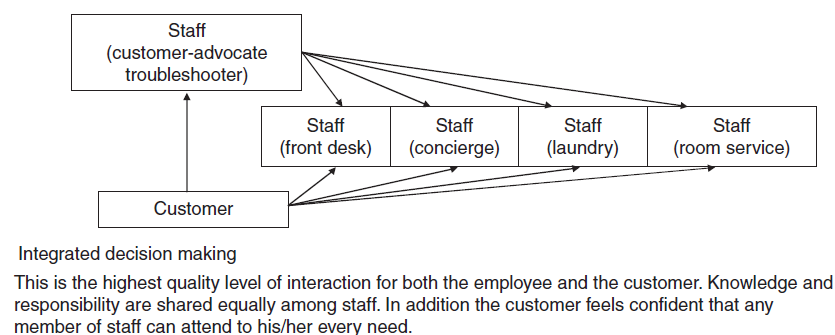 Staff
(customer-advocate
troubleshooter)
Staff
(front desk)
Staff
(concierge)
Staff
(laundry)
Staff
(room service)
Customer
Integrated decision making
This is the highest quality level of interaction for both the employee and the customer. Knowledge and
responsibility are shared equally among staff. In addition the customer feels confident that any
member of staff can attend to his/her every need.